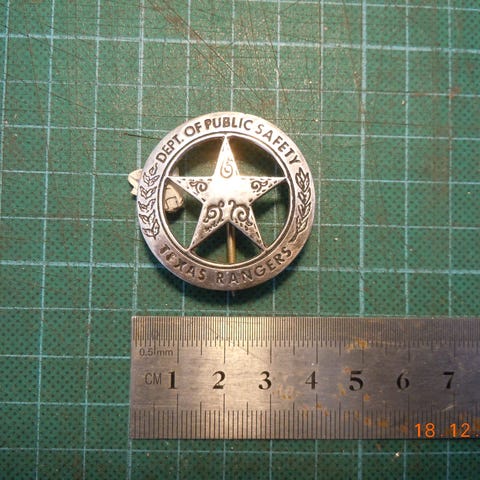 DEPT. OF PUBLIC SAFETY
TEXAS RANGERS
0.5mm
CM 1 2 3 4 5 6 7
18.12.